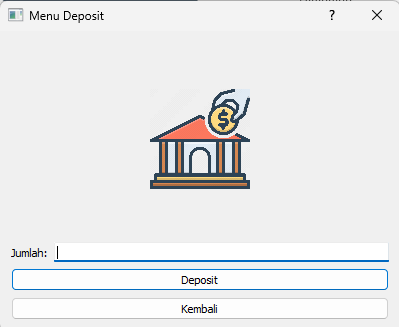 Menu Deposit
?
$
Jumlah:
Deposit
Kembali